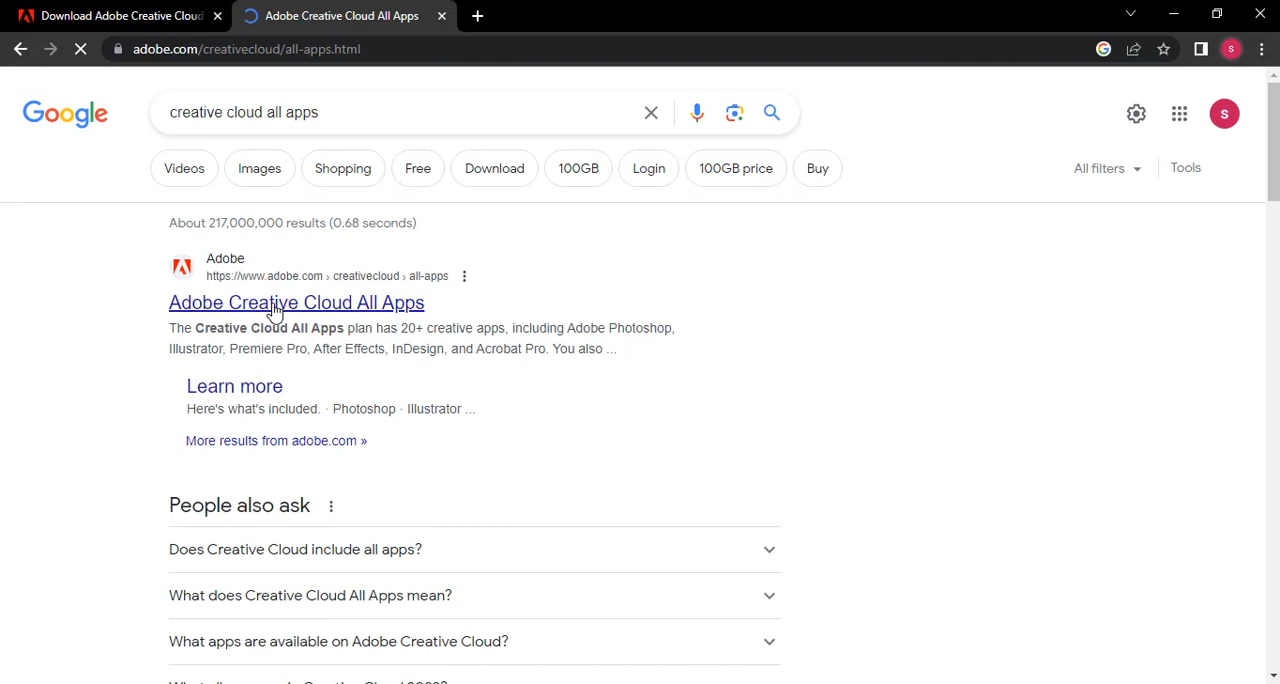 Download Adobe Creative Cloud
Adobe Creative Cloud All Apps
adobe.com/creativecloud/all-apps.html
S
Google
creative cloud all apps
S
Videos
Images
Shopping
Free
Download
100GB
Login
100GB price
Buy
All filters
Tools
About 217,000,000 results (0.68 seconds)
Adobe
https://www.adobe.com › creativecloud › all-apps
Adobe Creative Cloud All Apps
The Creative Cloud All Apps plan has 20+ creative apps, including Adobe Photoshop,
Illustrator, Premiere Pro, After Effects, InDesign, and Acrobat Pro. You also ...
Learn more
Here's what's included. · Photoshop · Illustrator ...
More results from adobe.com »
People also ask
Does Creative Cloud include all apps?
What does Creative Cloud All Apps mean?
What apps are available on Adobe Creative Cloud?